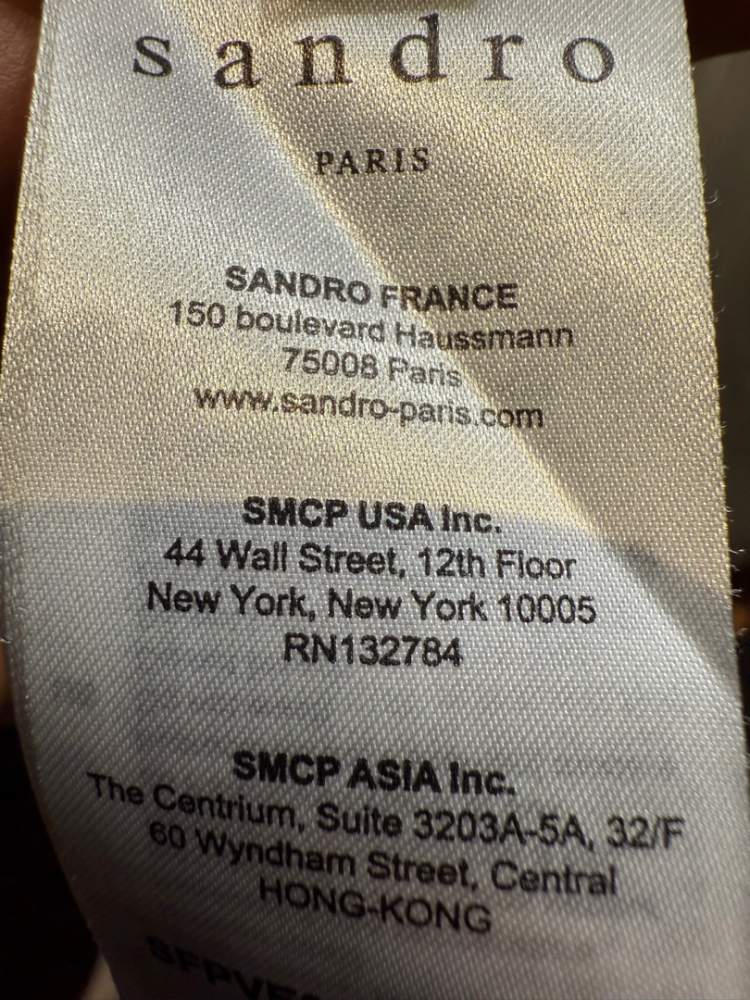 sandro
PARIS
SANDRO FRANCE
150 boulevard Haussmann
75008 Paris
www.sandro-paris.com
SMCP USA Inc.
44 Wall Street, 12th Floor
New York, New York 10005
RN132784
SMCP ASIA Inc.
The Centrium, Suite 3203A-5A, 32/F
60 Wyndham Street, Central
HONG-KONG